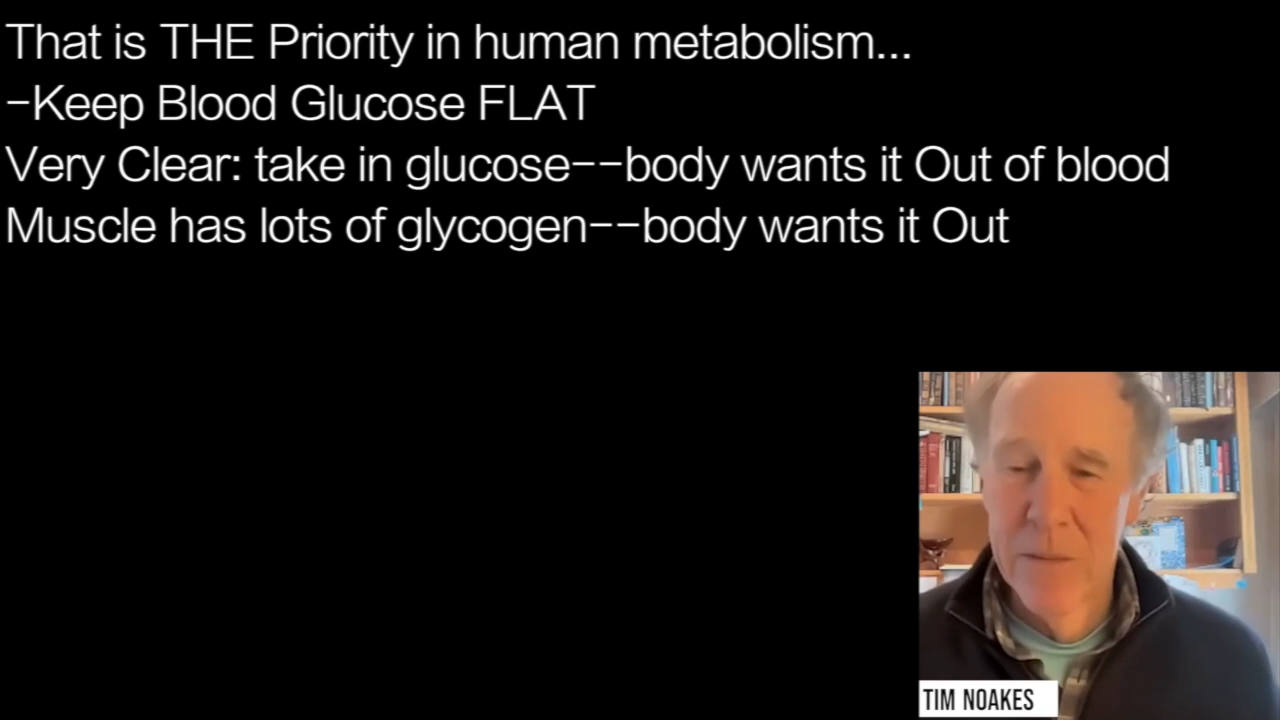 That is THE Priority in human metabolism...
-Keep Blood Glucose FLAT
Very Clear: take in glucose--body wants it Out of blood
Muscle has lots of glycogen--body wants it Out
TIM NOAKES